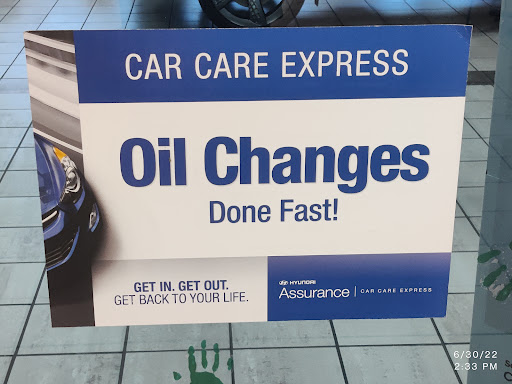 CAR CARE EXPRESS
Oil Changes
Done Fast!
GET IN. GET OUT.
GET BACK TO YOUR LIFE.
HYUNDAI
Assurance | CAR CARE EXPRESS
6/30/22
2:33 PM